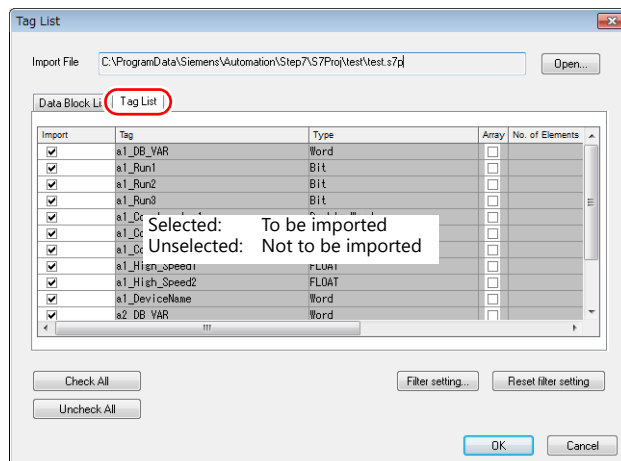 Tag List
Import File C:\ProgramData\Siemens\Automation\Step7\S7Proj\test\test.s7p Open...
Data Block Li Tag List
Import Tag Type Array No. of Elements
a1_DB_VAR Word
a1_Run1 Bit
a1_Run2 Bit
a1_Run3 Bit
Selected: To be imported
Unselected: Not to be imported
a1_High_Speed1 FLOAT
a1_High_Speed2 FLOAT
a1_DeviceName Word
a2_DB_VAR Word
Check All Filter setting... Reset filter setting
Uncheck All
OK Cancel